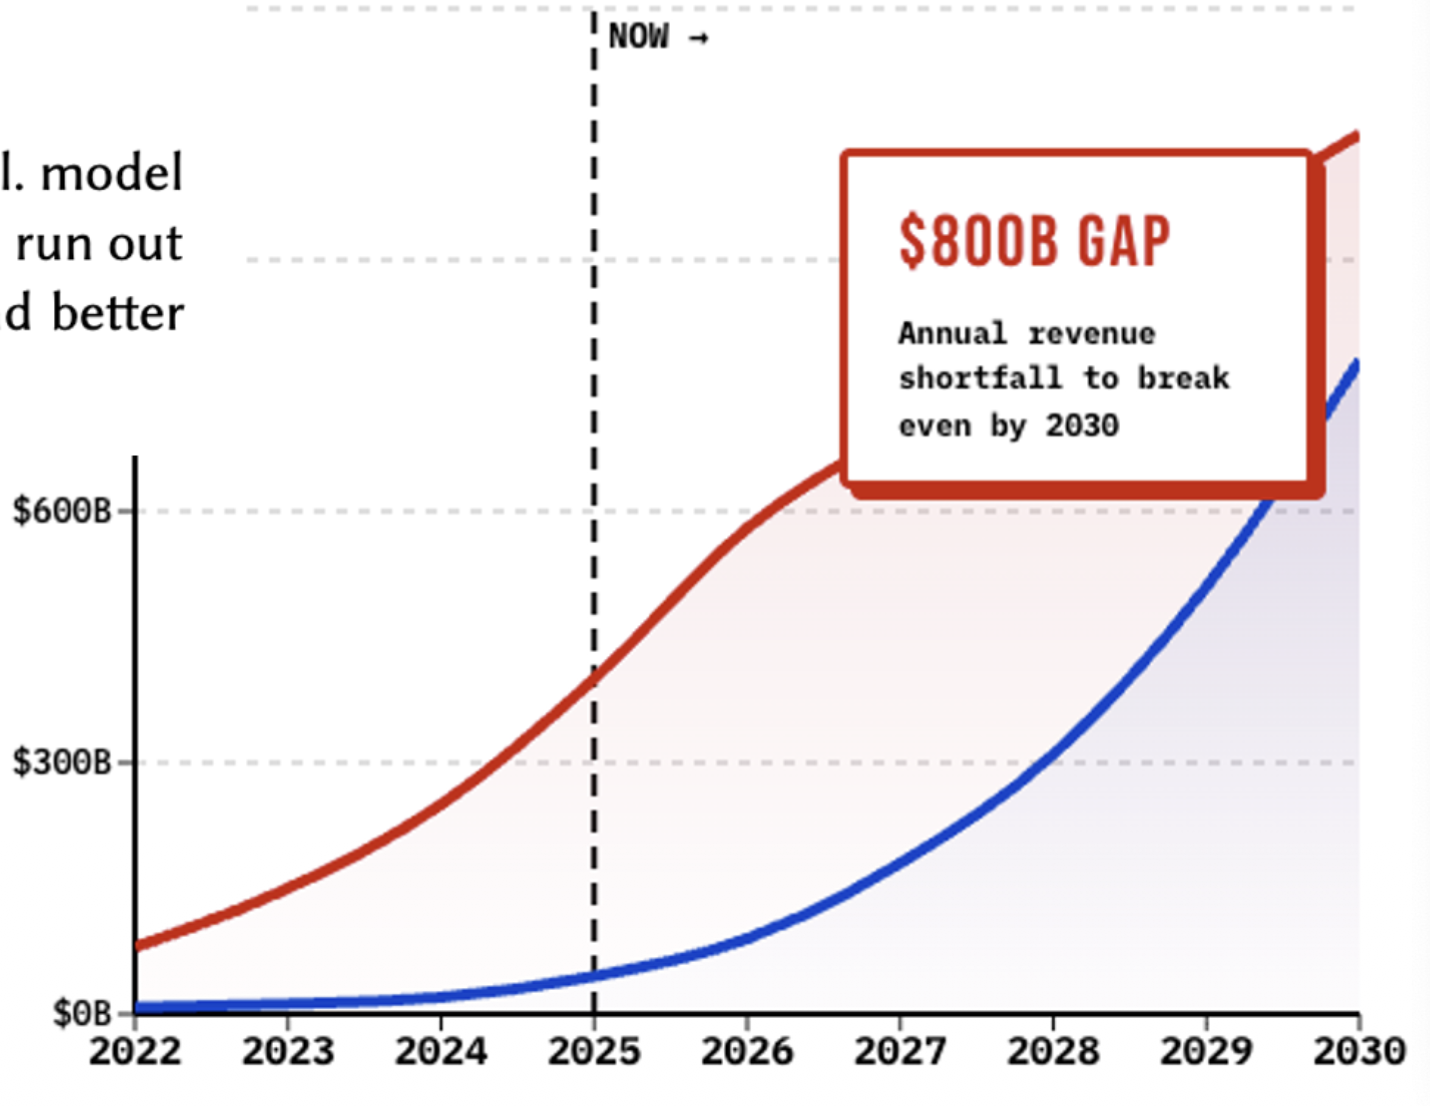 NOW →
l. model
run out
d better
$800B GAP
Annual revenue
shortfall to break
even by 2030
$600B
$300B
$0B
2022 2023 2024 2025 2026 2027 2028 2029 2030